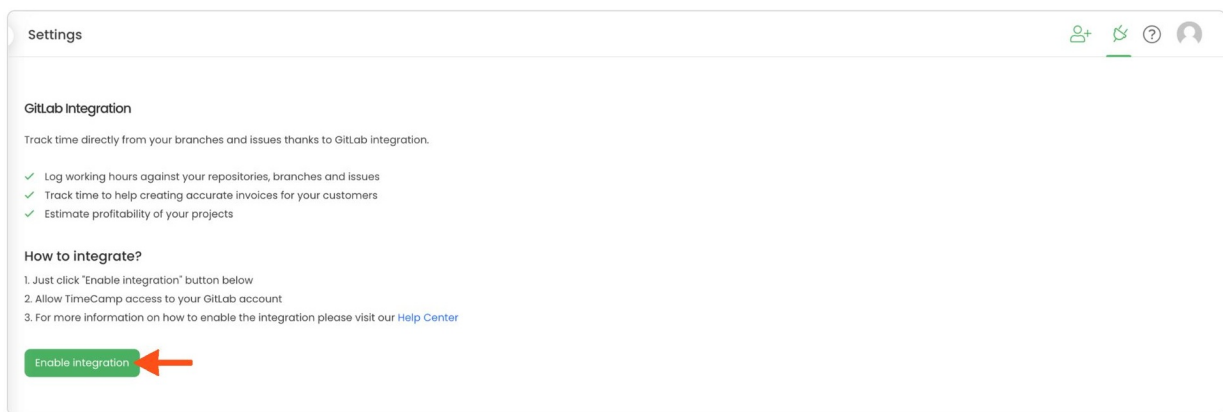 Settings
GitLab Integration
Track time directly from your branches and issues thanks to GitLab integration.
Log working hours against your repositories, branches and issues
Track time to help creating accurate invoices for your customers
Estimate profitability of your projects
How to integrate?
1. Just click "Enable integration" button below
2. Allow TimeCamp access to your GitLab account
3. For more information on how to enable the integration please visit our Help Center
Enable integration